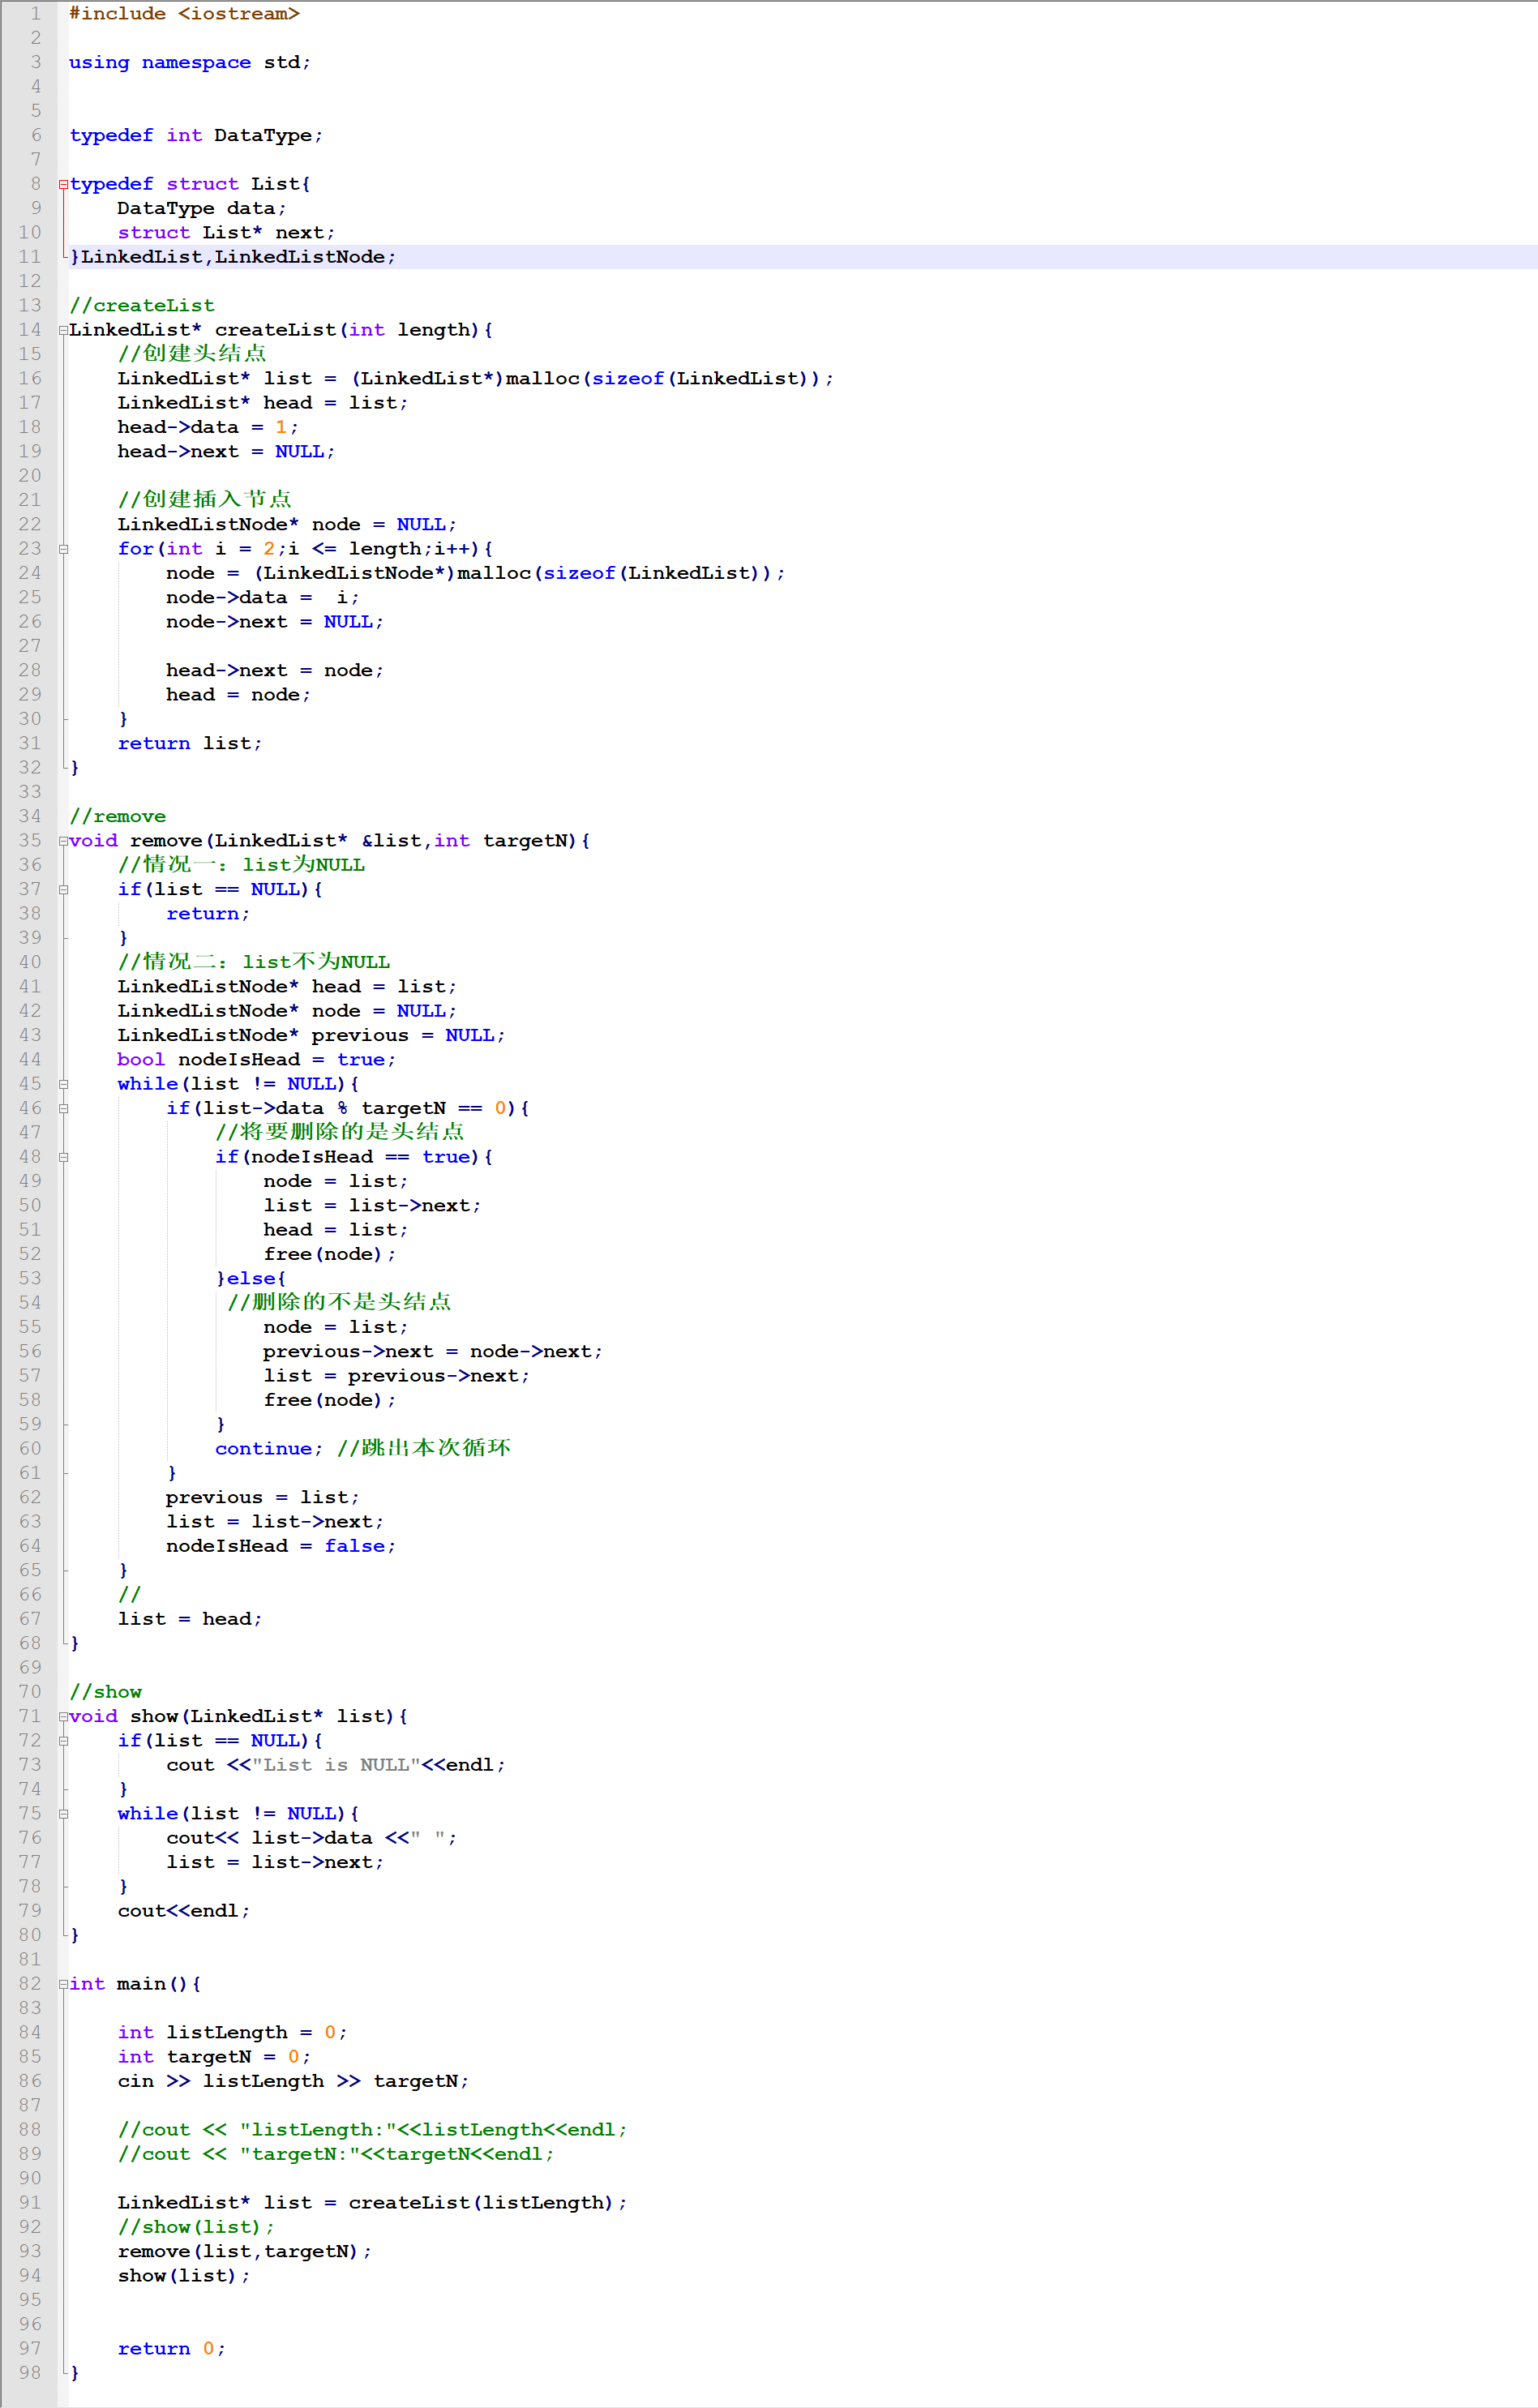 1 #include <iostream>
2
3 using namespace std;
4
5
6 typedef int DataType;
7
8 typedef struct List{
9     DataType data;
10     struct List* next;
11 }LinkedList,LinkedListNode;
12
13 //createList
14 LinkedList* createList(int length){
15     //创建头结点
16     LinkedList* list = (LinkedList*)malloc(sizeof(LinkedList));
17     LinkedList* head = list;
18     head->data = 1;
19     head->next = NULL;
20
21     //创建插入节点
22     LinkedListNode* node = NULL;
23     for(int i = 2;i <= length;i++){
24         node = (LinkedListNode*)malloc(sizeof(LinkedList));
25         node->data =  i;
26         node->next = NULL;
27
28         head->next = node;
29         head = node;
30     }
31     return list;
32 }
33
34 //remove
35 void remove(LinkedList* &list,int targetN){
36     //情况一：list为NULL
37     if(list == NULL){
38         return;
39     }
40     //情况二：list不为NULL
41     LinkedListNode* head = list;
42     LinkedListNode* node = NULL;
43     LinkedListNode* previous = NULL;
44     bool nodeIsHead = true;
45     while(list != NULL){
46         if(list->data % targetN == 0){
47             //将要删除的是头结点
48             if(nodeIsHead == true){
49                 node = list;
50                 list = list->next;
51                 head = list;
52                 free(node);
53             }else{
54              //删除的不是头结点
55                 node = list;
56                 previous->next = node->next;
57                 list = previous->next;
58                 free(node);
59             }
60             continue; //跳出本次循环
61         }
62         previous = list;
63         list = list->next;
64         nodeIsHead = false;
65     }
66     //
67     list = head;
68 }
69
70 //show
71 void show(LinkedList* list){
72     if(list == NULL){
73         cout <<"List is NULL"<<endl;
74     }
75     while(list != NULL){
76         cout<< list->data <<" ";
77         list = list->next;
78     }
79     cout<<endl;
80 }
81
82 int main(){
83
84     int listLength = 0;
85     int targetN = 0;
86     cin >> listLength >> targetN;
87
88     //cout << "listLength:"<<listLength<<endl;
89     //cout << "targetN:"<<targetN<<endl;
90
91     LinkedList* list = createList(listLength);
92     //show(list);
93     remove(list,targetN);
94     show(list);
95
96
97     return 0;
98 }